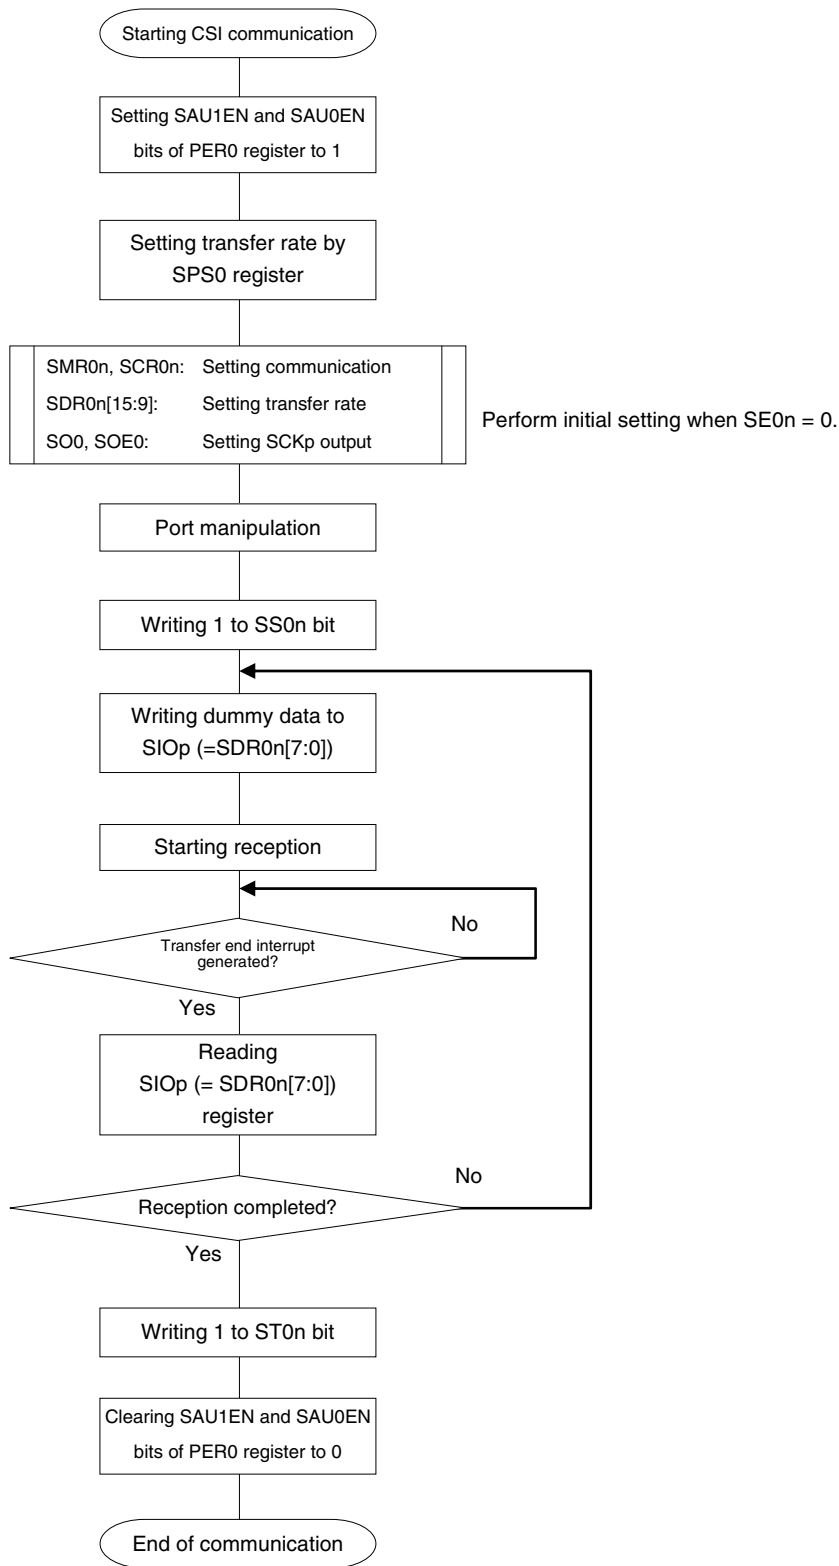 Starting CSI communication
Setting SAU1EN and SAU0EN
bits of PER0 register to 1
Setting transfer rate by
SPS0 register
SMR0n, SCR0n: Setting communication
SDR0n[15:9]: Setting transfer rate
SO0, SOE0: Setting SCKp output
Perform initial setting when SE0n = 0.
Port manipulation
Writing 1 to SS0n bit
Writing dummy data to
SIOp (=SDR0n[7:0])
Starting reception
No
Transfer end interrupt
generated?
Yes
Reading
SIOp (= SDR0n[7:0])
register
No
Reception completed?
Yes
Writing 1 to ST0n bit
Clearing SAU1EN and SAU0EN
bits of PER0 register to 0
End of communication